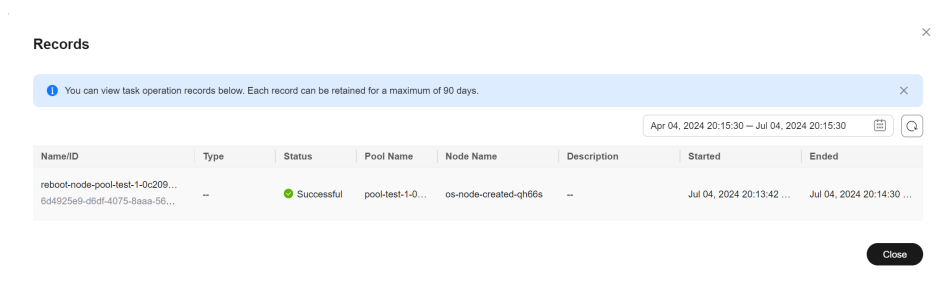 Records
You can view task operation records below. Each record can be retained for a maximum of 90 days.
Apr 04, 2024 20:15:30 — Jul 04, 2024 20:15:30
Name/ID Type Status Pool Name Node Name Description Started Ended
reboot-node-pool-test-1-0c209...
6d4925e9-d6df-4075-8aaa-56...
-- Successful pool-test-1-0... os-node-created-qh66s -- Jul 04, 2024 20:13:42 ... Jul 04, 2024 20:14:30 ...
Close